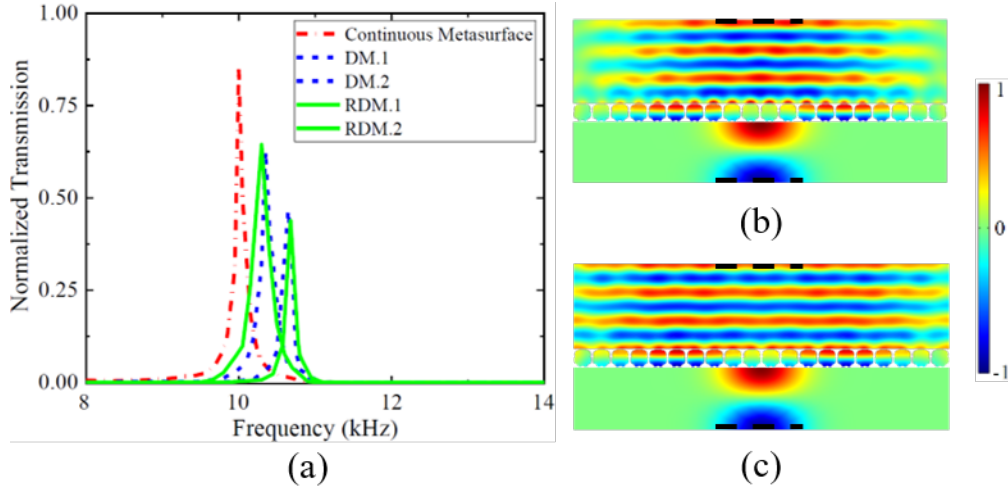 1.00
0.75
0.50
0.25
0.00
Normalized Transmission
Continuous Metasurface
DM.1
DM.2
RDM.1
RDM.2
8
10
12
14
Frequency (kHz)
(a)
(b)
(c)
1
0
-1